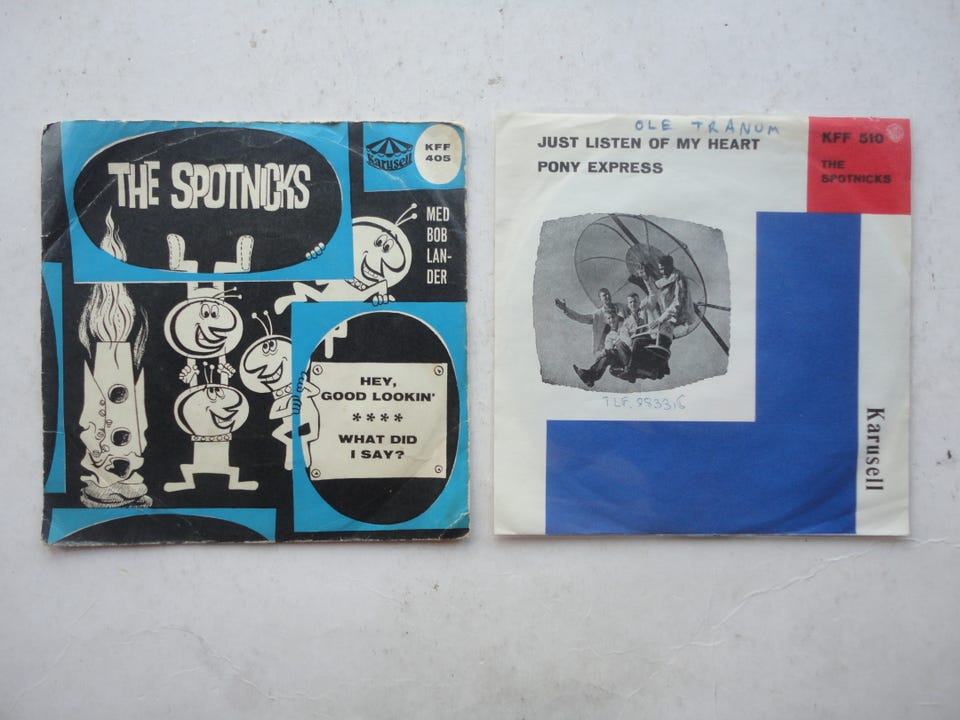 THE SPOTNICKS
Karusell
KFF
405
MED
BOB
LAN-
DER
HEY,
GOOD LOOKIN'
****
WHAT DID
I SAY?
OLE TRANUM
JUST LISTEN OF MY HEART
PONY EXPRESS
KFF 510
THE
SPOTNICKS
TLF. 983316
Karusell